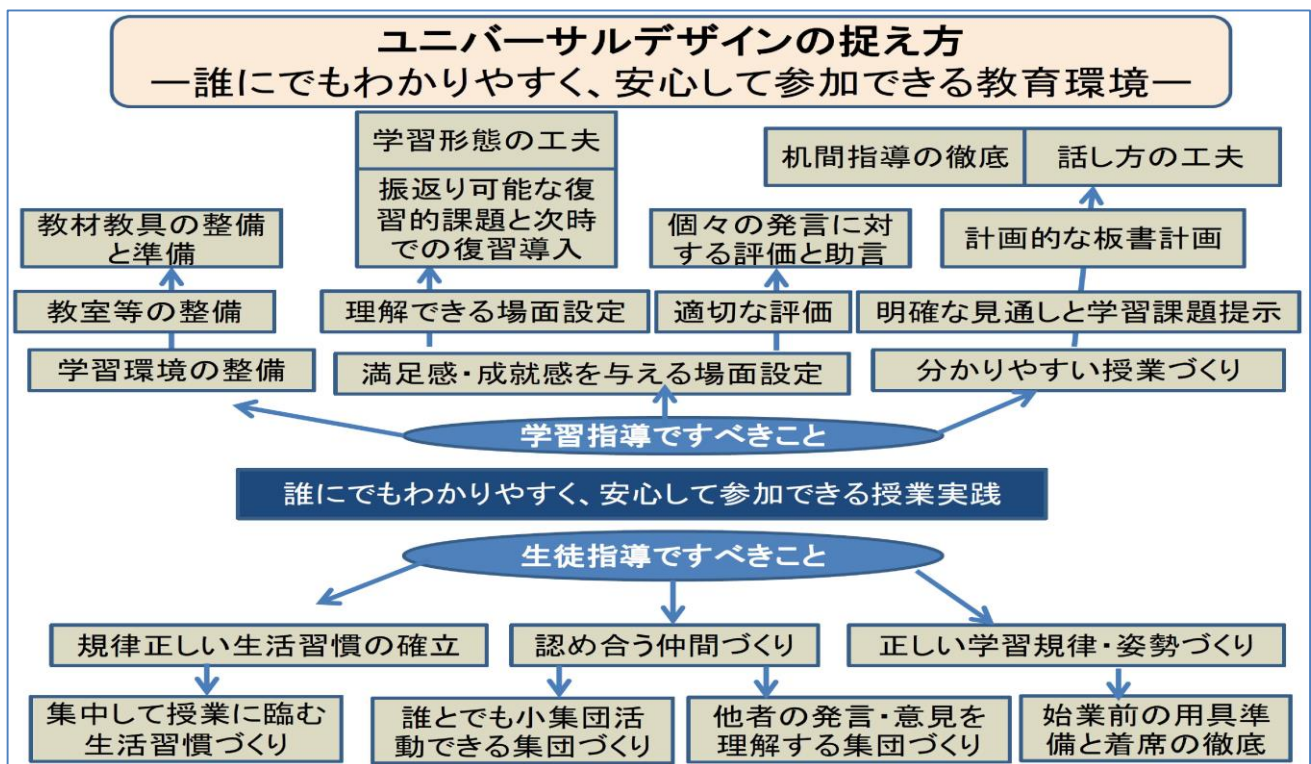 ユニバーサルデザインの捉え方
―誰にでもわかりやすく、安心して参加できる教育環境―
学習形態の工夫
机間指導の徹底
話し方の工夫
振返り可能な復
習的課題と次時
での復習導入
教材教具の整備
と準備
個々の発言に対
する評価と助言
計画的な板書計画
教室等の整備
理解できる場面設定
適切な評価
明確な見通しと学習課題提示
学習環境の整備
満足感・成就感を与える場面設定
分かりやすい授業づくり
学習指導ですべきこと
誰にでもわかりやすく、安心して参加できる授業実践
生徒指導ですべきこと
規律正しい生活習慣の確立
認め合う仲間づくり
正しい学習規律・姿勢づくり
集中して授業に臨む
生活習慣づくり
誰とでも小集団活
動できる集団づくり
他者の発言・意見を
理解する集団づくり
始業前の用具準
備と着席の徹底